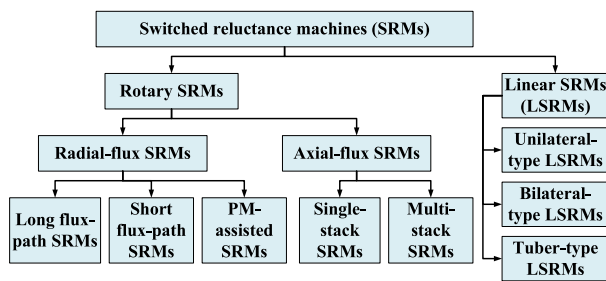 Switched reluctance machines (SRMs)
Rotary SRMs
Linear SRMs
(LSRMs)
Radial-flux SRMs
Axial-flux SRMs
Unilateral-
type LSRMs
Long flux-
path SRMs
Short
flux-path
SRMs
PM-
assisted
SRMs
Single-
stack
SRMs
Multi-
stack
SRMs
Bilateral-
type LSRMs
Tuber-type
LSRMs